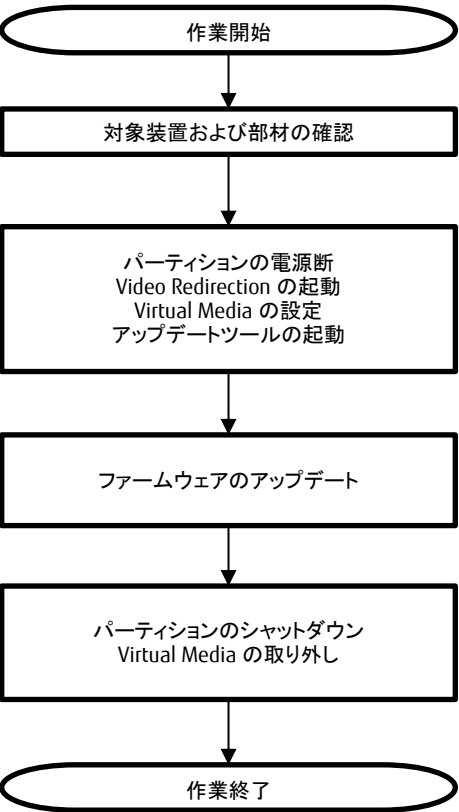 作業開始
対象装置および部材の確認
パーティションの電源断
Video Redirection の起動
Virtual Media の設定
アップデートツールの起動
ファームウェアのアップデート
パーティションのシャットダウン
Virtual Media の取り外し
作業終了